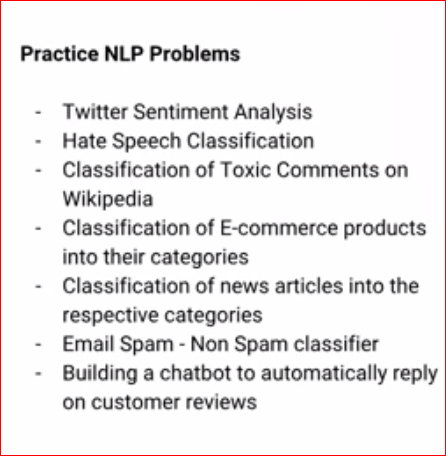 Practice NLP Problems
- Twitter Sentiment Analysis
- Hate Speech Classification
- Classification of Toxic Comments on
Wikipedia
- Classification of E-commerce products
into their categories
- Classification of news articles into the
respective categories
- Email Spam - Non Spam classifier
- Building a chatbot to automatically reply
on customer reviews